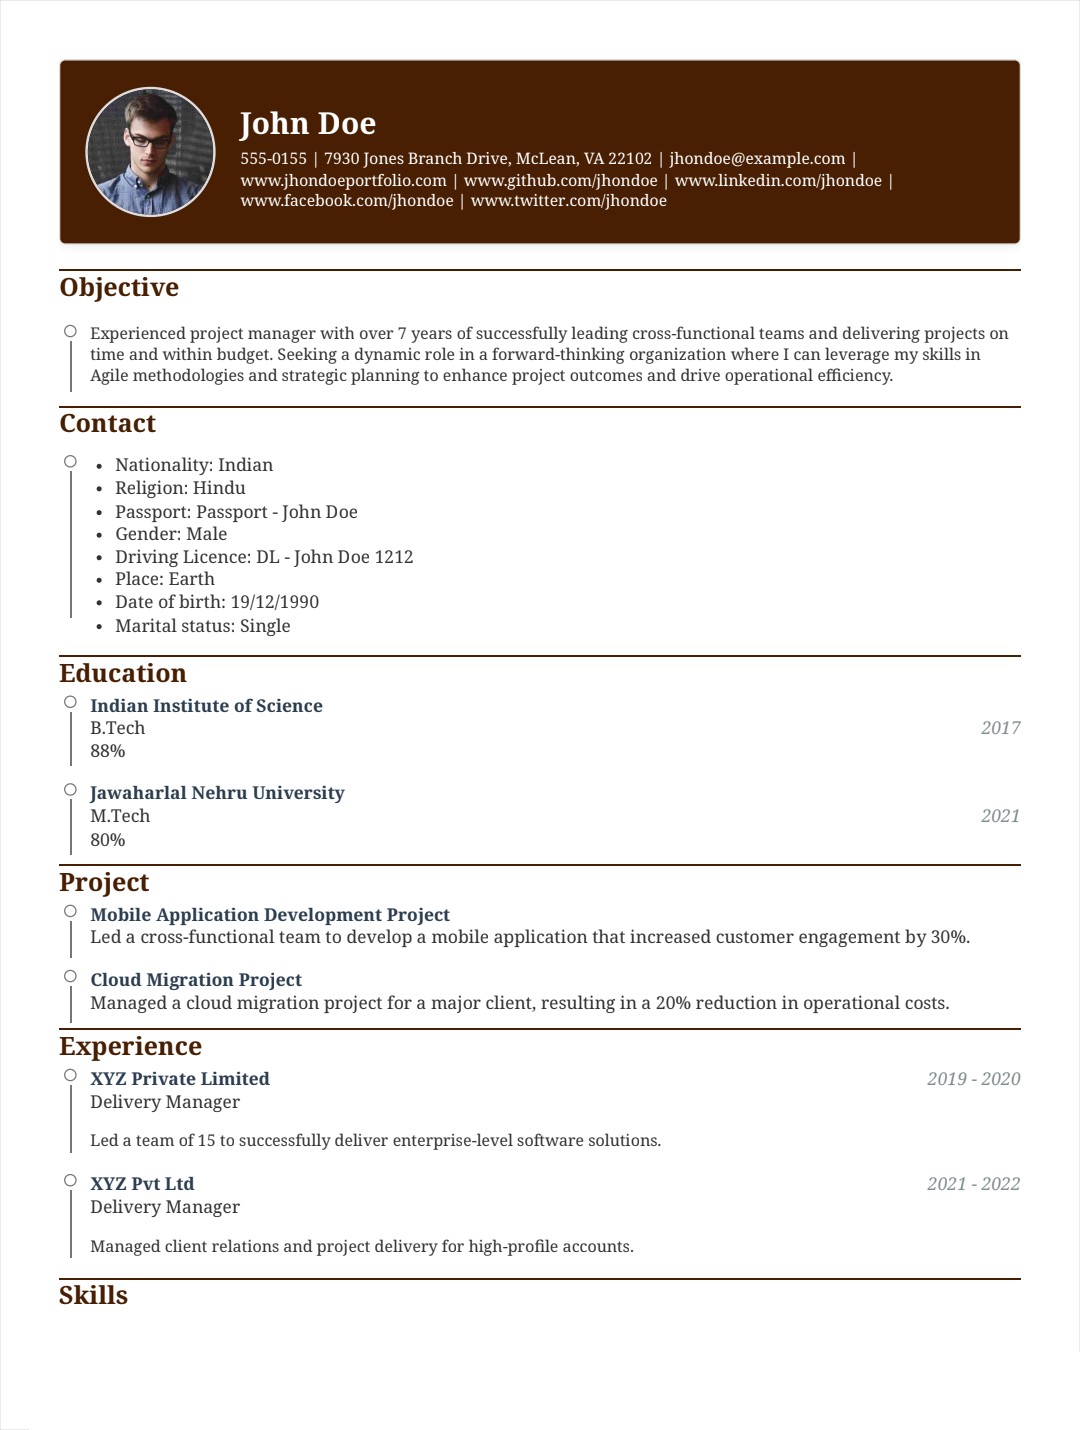 John Doe
555-0155 | 7930 Jones Branch Drive, McLean, VA 22102 | jhondoe@example.com |
www.jhondoeportfolio.com | www.github.com/jhondoe | www.linkedin.com/jhondoe |
www.facebook.com/jhondoe | www.twitter.com/jhondoe
Objective
Experienced project manager with over 7 years of successfully leading cross-functional teams and delivering projects on
time and within budget. Seeking a dynamic role in a forward-thinking organization where I can leverage my skills in
Agile methodologies and strategic planning to enhance project outcomes and drive operational efficiency.
Contact
• Nationality: Indian
• Religion: Hindu
• Passport: Passport - John Doe
• Gender: Male
• Driving Licence: DL - John Doe 1212
• Place: Earth
• Date of birth: 19/12/1990
• Marital status: Single
Education
Indian Institute of Science
B.Tech 2017
88%
Jawaharlal Nehru University
M.Tech 2021
80%
Project
Mobile Application Development Project
Led a cross-functional team to develop a mobile application that increased customer engagement by 30%.
Cloud Migration Project
Managed a cloud migration project for a major client, resulting in a 20% reduction in operational costs.
Experience
XYZ Private Limited 2019 - 2020
Delivery Manager
Led a team of 15 to successfully deliver enterprise-level software solutions.
XYZ Pvt Ltd 2021 - 2022
Delivery Manager
Managed client relations and project delivery for high-profile accounts.
Skills